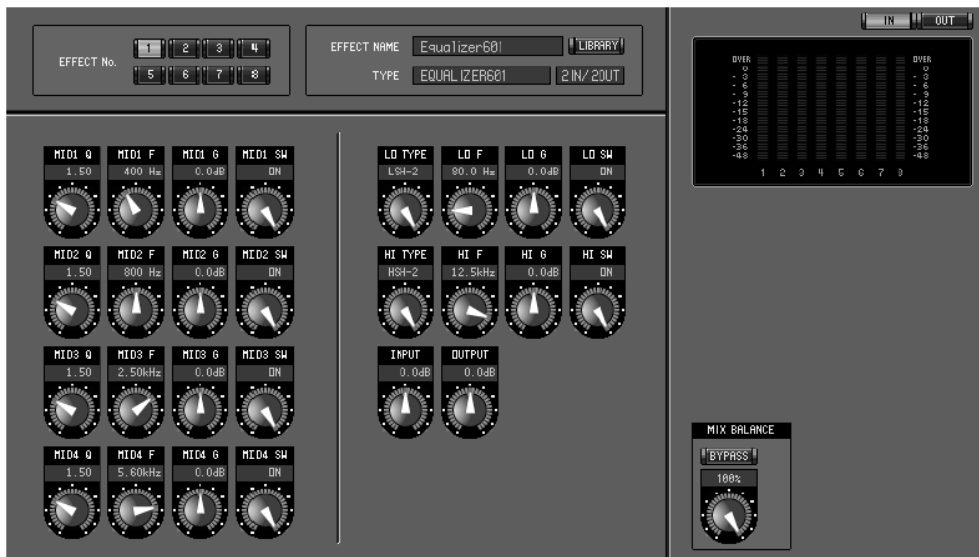 IN OUT
EFFECT No. 1 2 3 4
5 6 7 8
EFFECT NAME Equalizer601 LIBRARY
TYPE EQUALIZER601 2IN/2OUT
OVER OVER
0 0
- 3 - 3
- 6 - 6
- 9 - 9
-12 -12
-15 -15
-18 -18
-24 -24
-30 -30
-36 -36
-48 -48
1 2 3 4 5 6 7 8
MID1 Q MID1 F MID1 G MID1 SW
1.50 400 Hz 0.0dB ON
MID2 Q MID2 F MID2 G MID2 SW
1.50 800 Hz 0.0dB ON
MID3 Q MID3 F MID3 G MID3 SW
1.50 2.50kHz 0.0dB ON
MID4 Q MID4 F MID4 G MID4 SW
1.50 5.60kHz 0.0dB ON
LO TYPE LO F LO G LO SW
LSH-2 80.0 Hz 0.0dB ON
HI TYPE HI F HI G HI SW
HSH-2 12.5kHz 0.0dB ON
INPUT OUTPUT
0.0dB 0.0dB
MIX BALANCE
BYPASS
100%